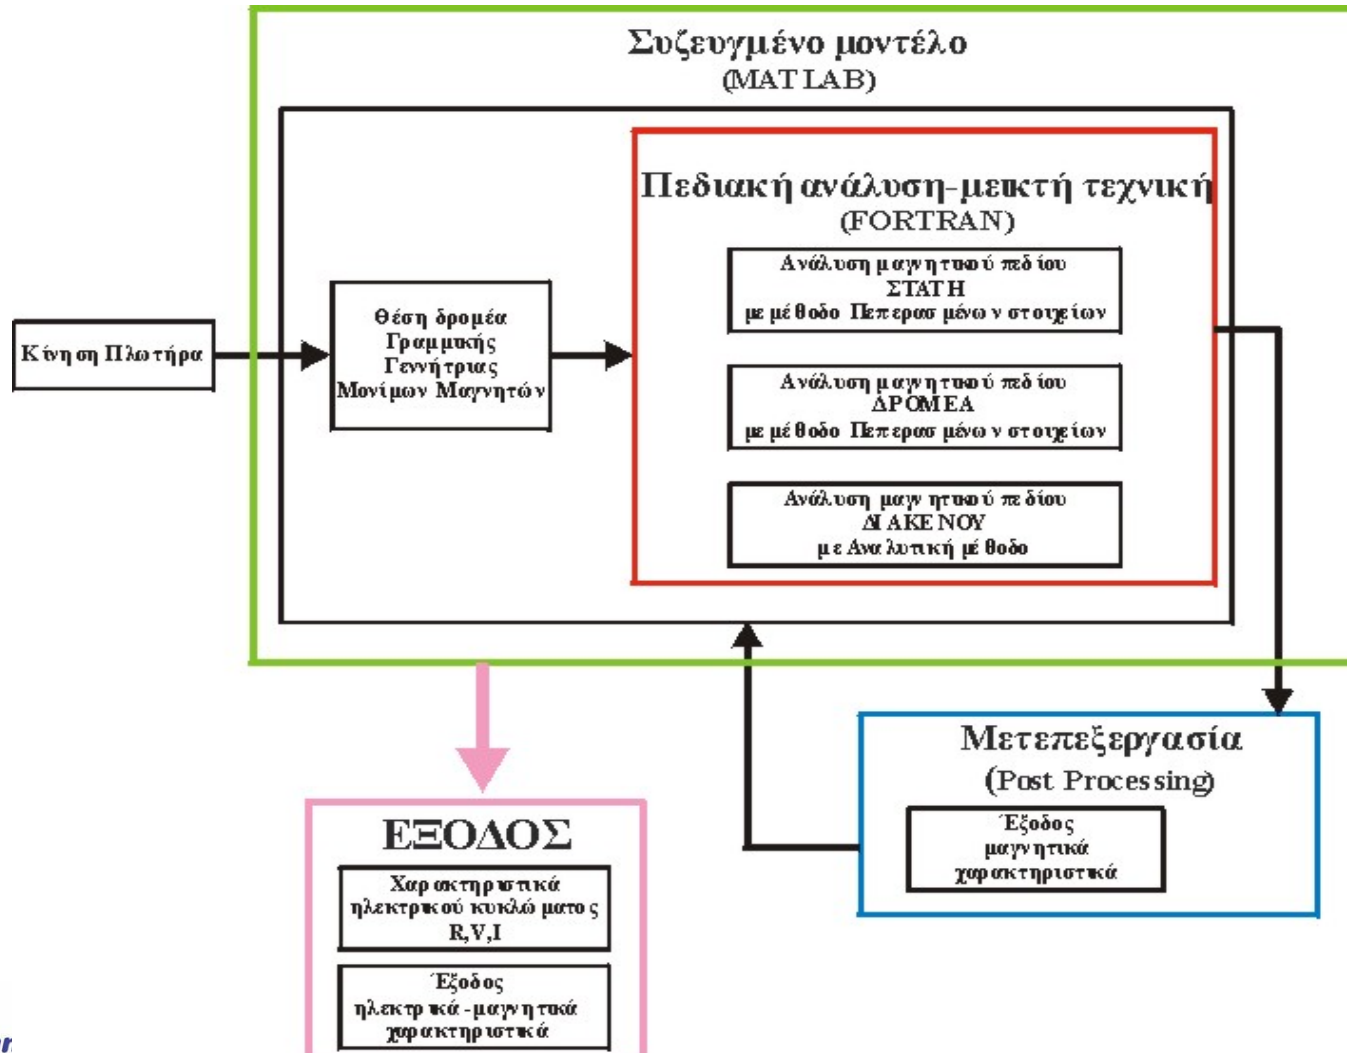 Συζευγμένο μοντέλο
(MATLAB)
Πεδιακή ανάλυση-μεικτή τεχνική
(FORTRAN)
Ανάλυση μαγνητικού πεδίου
ΣΤΑΤΗ
με μέθοδο Πεπερασμένων στοιχείων
Ανάλυση μαγνητικού πεδίου
ΔΡΟΜΕΑ
με μέθοδο Πεπερασμένων στοιχείων
Ανάλυση μαγνητικού πεδίου
ΔΙΑΚΕΝΟΥ
με Αναλυτική μέθοδο
Θέση δρομέα
Γραμμικής
Γεννήτριας
Μονίμων Μαγνητών
Κίνηση Πλωτήρα
Μετεπεξεργασία
(Post Processing)
Έξοδος
μαγνητικά
χαρακτηριστικά
ΕΞΟΔΟΣ
Χαρακτηριστικά
ηλεκτρικού κυκλώματος
R,V,I
Έξοδος
ηλεκτρικά-μαγνητικά
χαρακτηριστικά